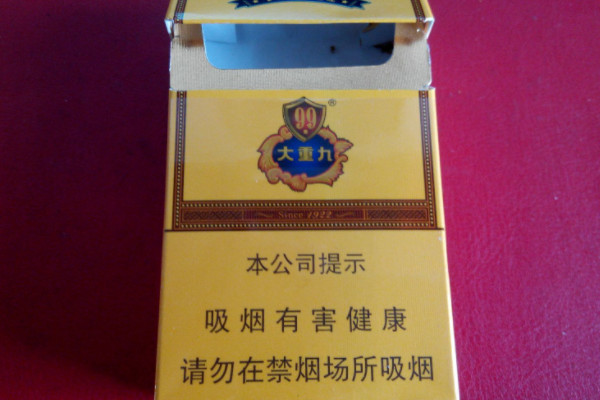 99
®
大重九
Since 1922
本公司提示
吸烟有害健康
请勿在禁烟场所吸烟